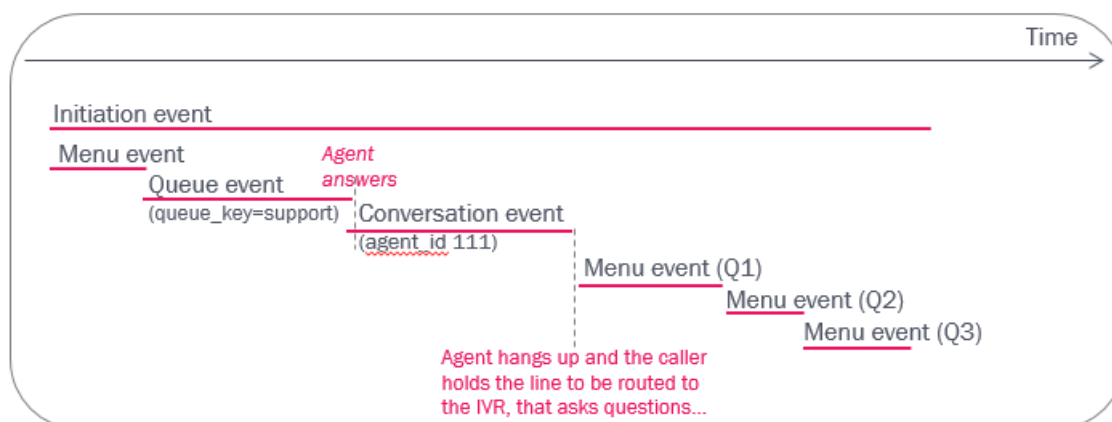 Time
Initiation event
Menu event
Agent
answers
Queue event
(queue_key=support)
Conversation event
(agent_id 111)
Menu event (Q1)
Menu event (Q2)
Menu event (Q3)
Agent hangs up and the caller
holds the line to be routed to
the IVR, that asks questions...